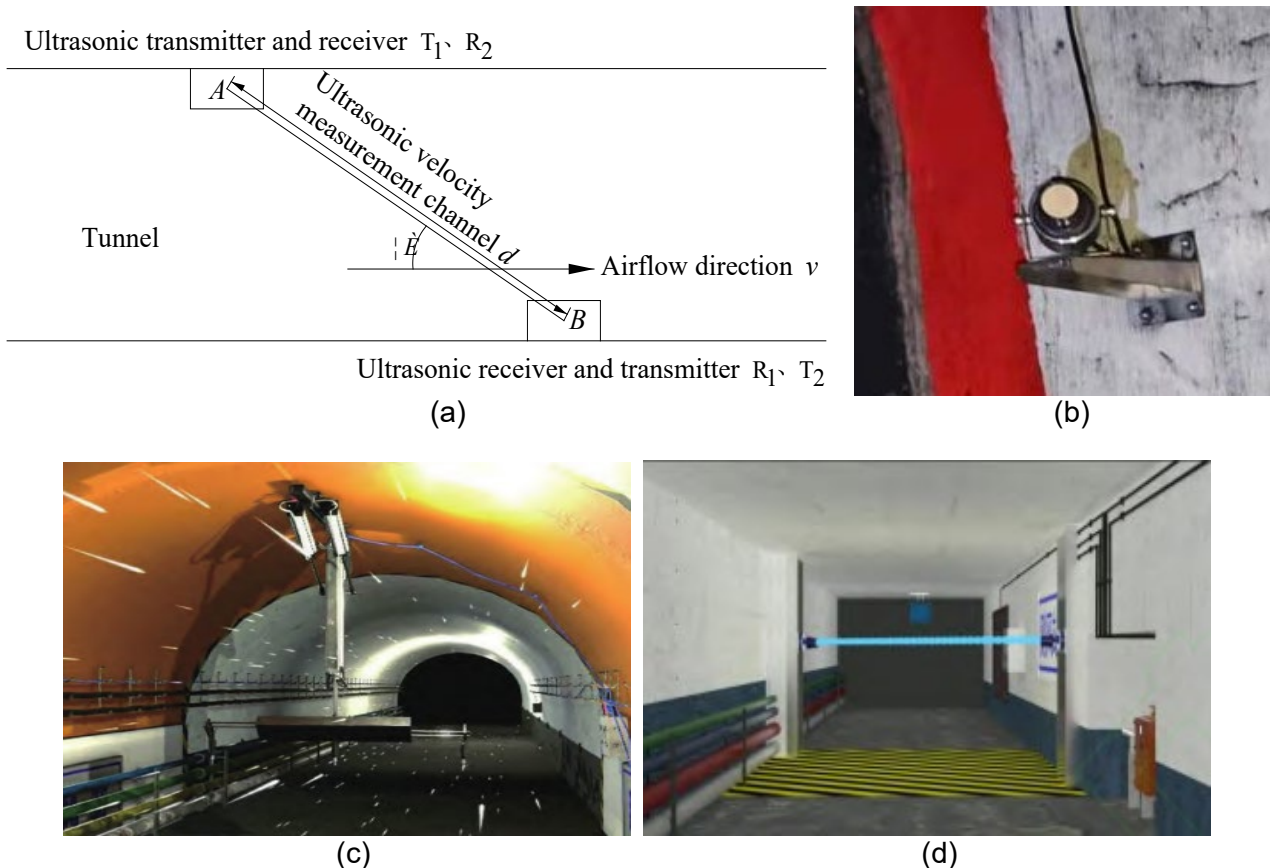 Ultrasonic transmitter and receiver T₁、R₂
A
Ultrasonic velocity
measurement channel d
Tunnel
È
Airflow direction v
B
Ultrasonic receiver and transmitter R₁、T₂
(a)
(b)
(c)
(d)